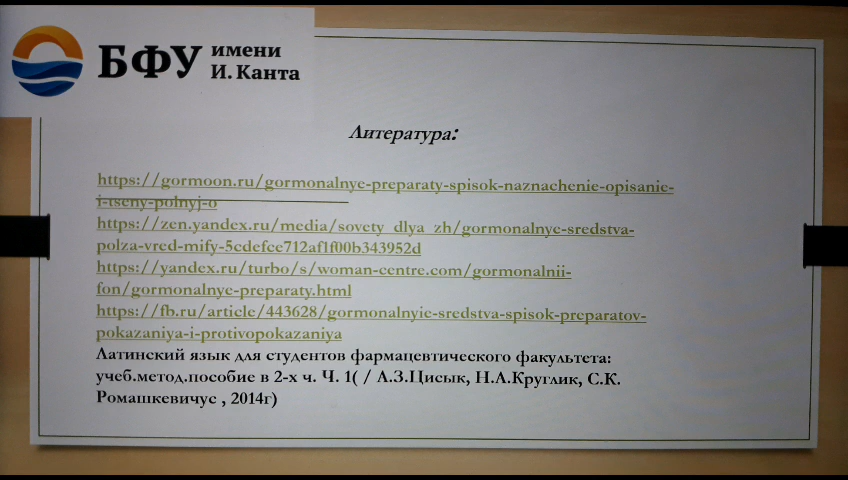 БФУ имени
И. Канта
Литература:
https://gormoon.ru/gormonalnye-preparaty-spisok-naznachenie-opisanie-
i-tseny-polnyj-o
https://zen.yandex.ru/media/sovety_dlya_zh/gormonalnye-sredstva-
polza-vred-mify-5cdefce712af1f00b343952d
https://yandex.ru/turbo/s/woman-centre.com/gormonalnii-
fon/gormonalnye-preparaty.html
https://fb.ru/article/443628/gormonalnyie-sredstva-spisok-preparatov-
pokazaniya-i-protivopokazaniya
Латинский язык для студентов фармацевтического факультета:
учеб.метод.пособие в 2-х ч. Ч. 1( / А.З.Цисык, Н.А.Круглик, С.К.
Ромашкевичус , 2014г)